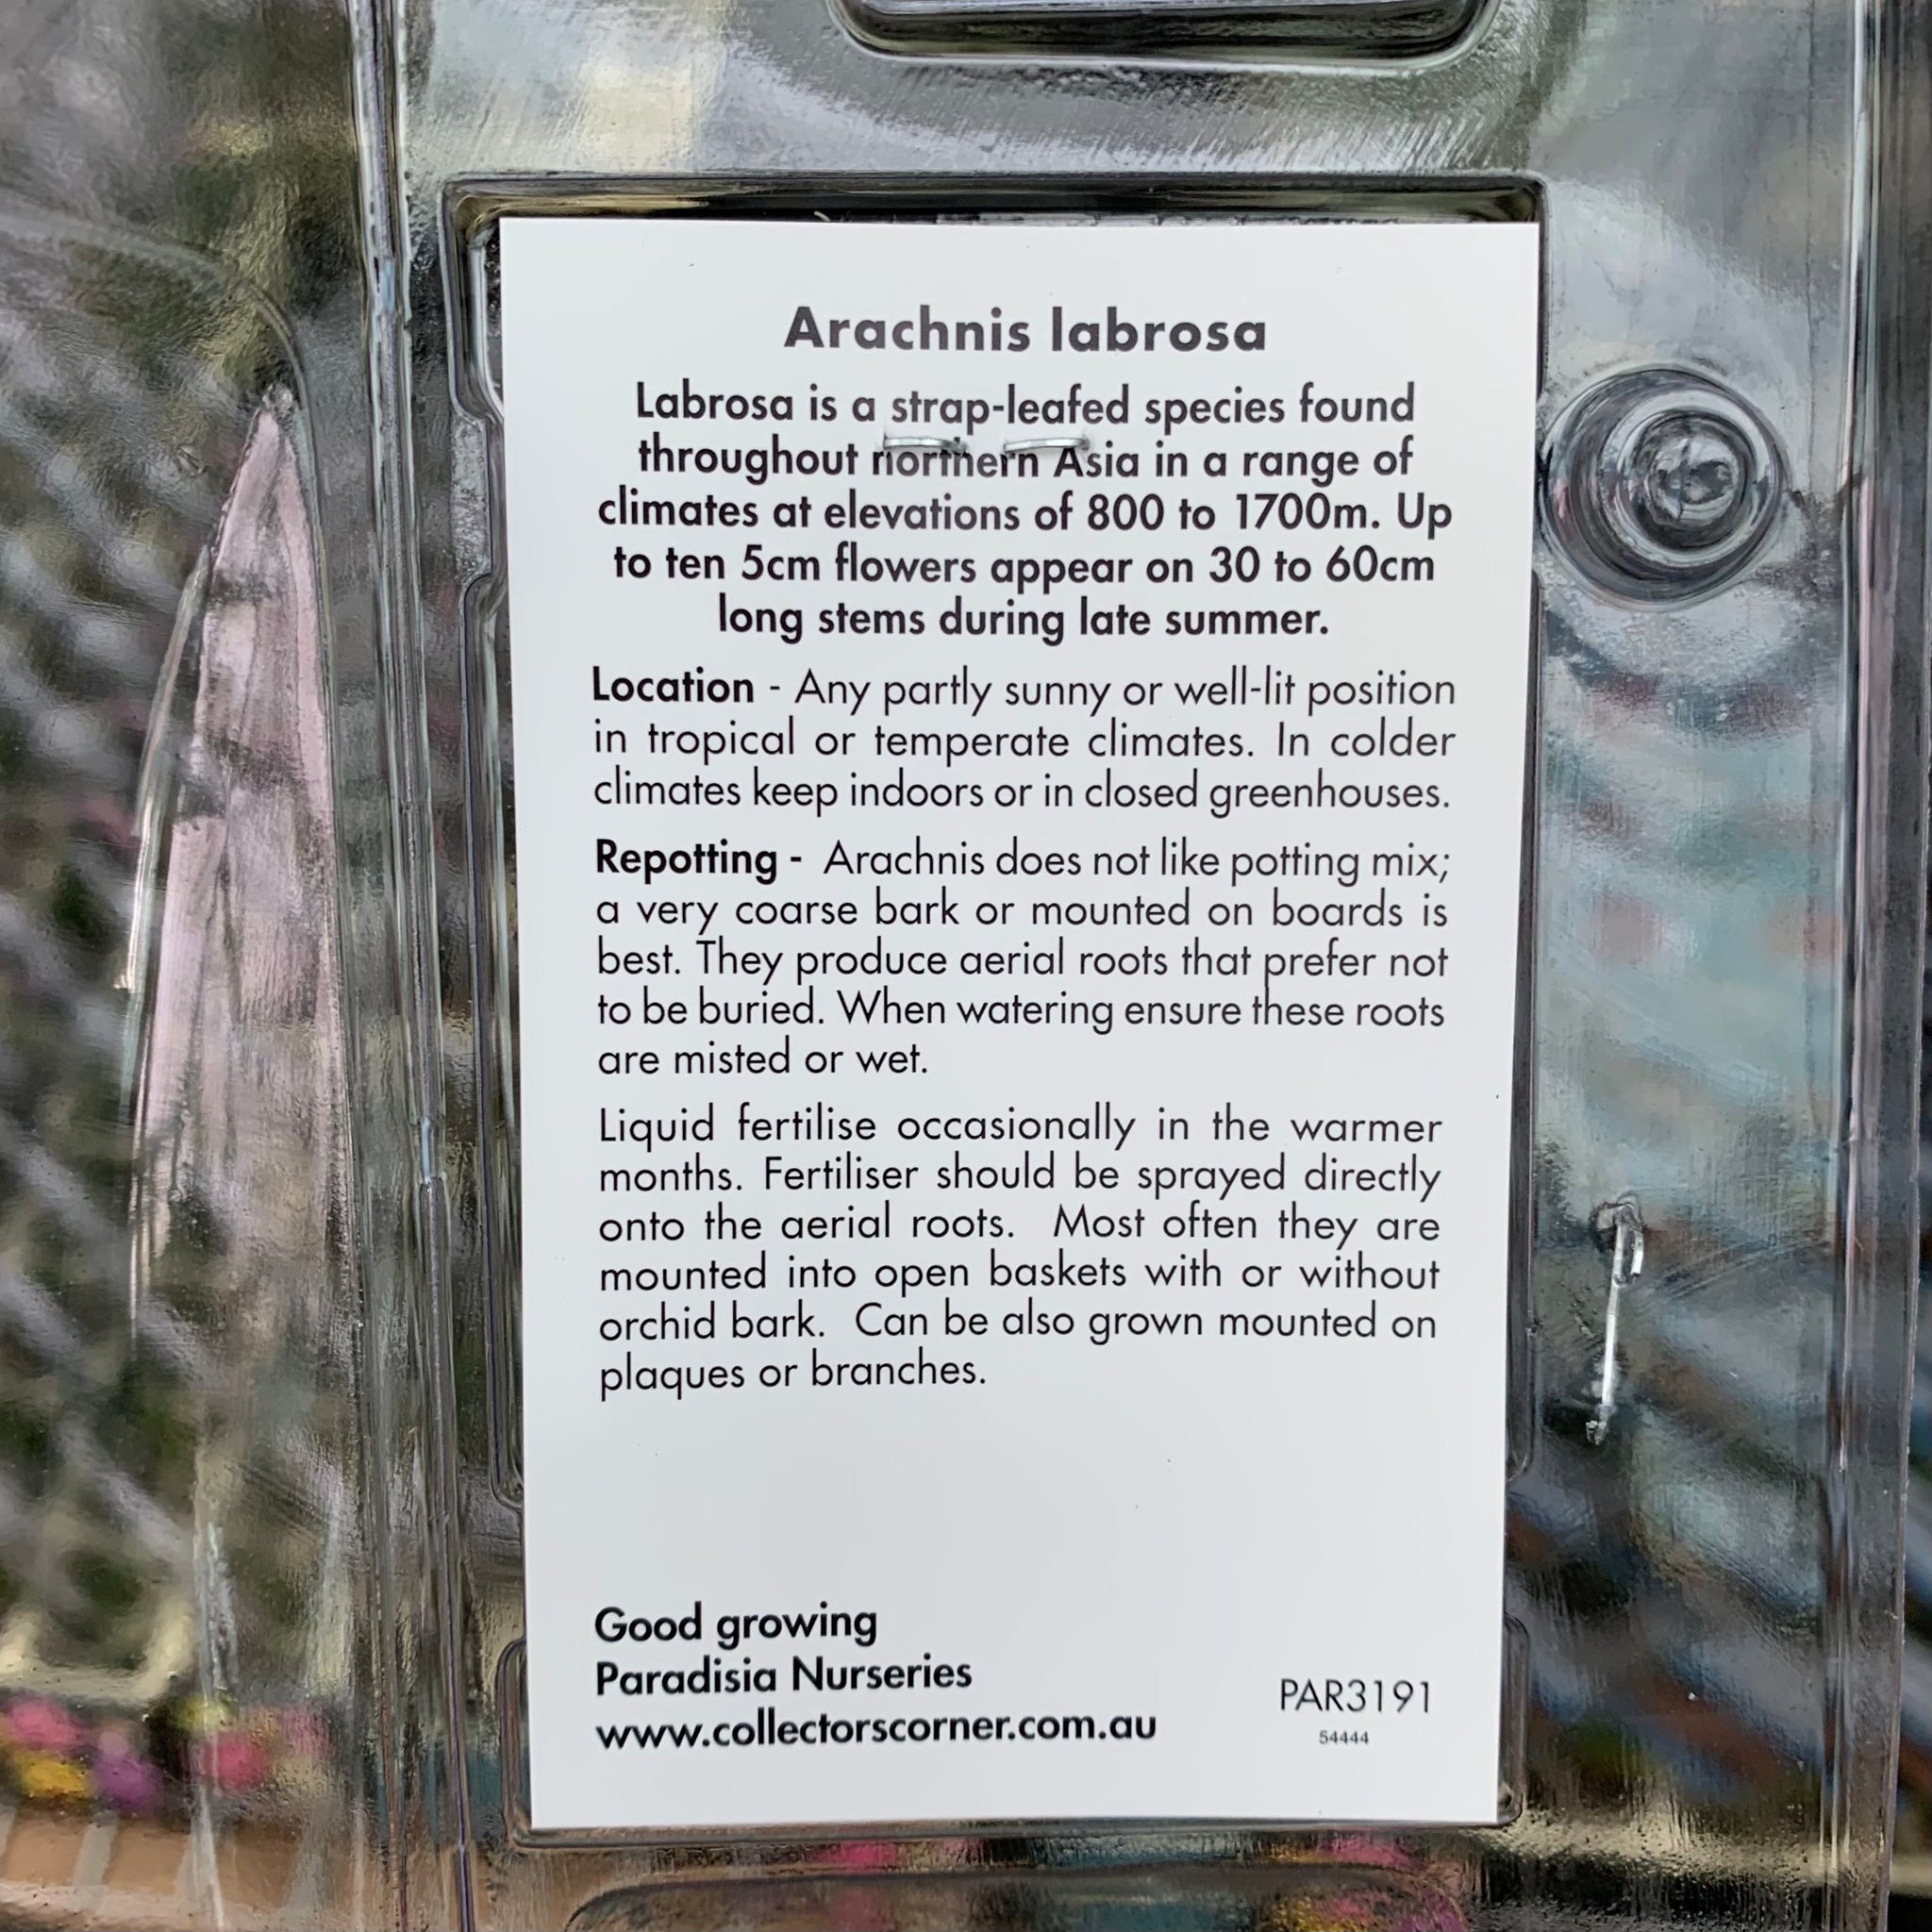 Arachnis labrosa
Labrosa is a strap-leafed species found
throughout northern Asia in a range of
climates at elevations of 800 to 1700m. Up
to ten 5cm flowers appear on 30 to 60cm
long stems during late summer.
Location - Any partly sunny or well-lit position
in tropical or temperate climates. In colder
climates keep indoors or in closed greenhouses.
Repotting - Arachnis does not like potting mix;
a very coarse bark or mounted on boards is
best. They produce aerial roots that prefer not
to be buried. When watering ensure these roots
are misted or wet.
Liquid fertilise occasionally in the warmer
months. Fertiliser should be sprayed directly
onto the aerial roots. Most often they are
mounted into open baskets with or without
orchid bark. Can be also grown mounted on
plaques or branches.
Good growing
Paradisia Nurseries
www.collectorscorner.com.au
PAR3191
54444